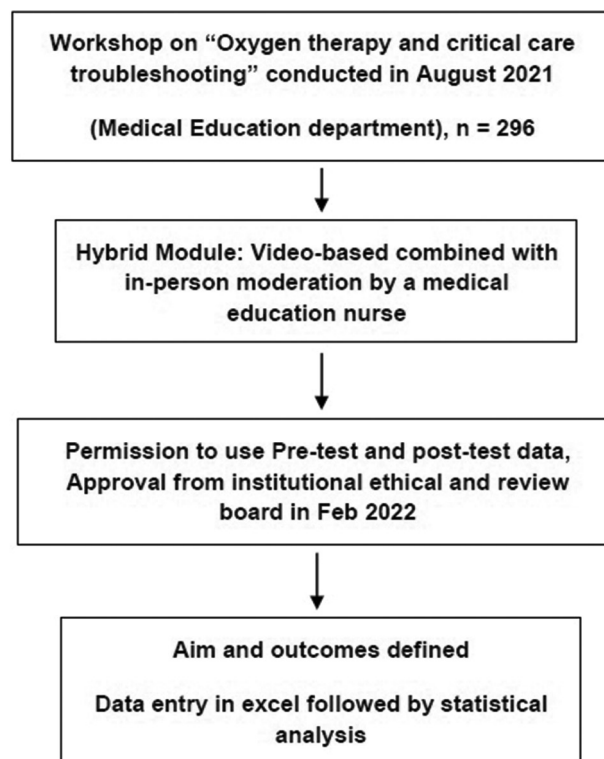 Workshop on “Oxygen therapy and critical care
troubleshooting” conducted in August 2021
(Medical Education department), n = 296
Hybrid Module: Video-based combined with
in-person moderation by a medical
education nurse
Permission to use Pre-test and post-test data,
Approval from institutional ethical and review
board in Feb 2022
Aim and outcomes defined
Data entry in excel followed by statistical
analysis